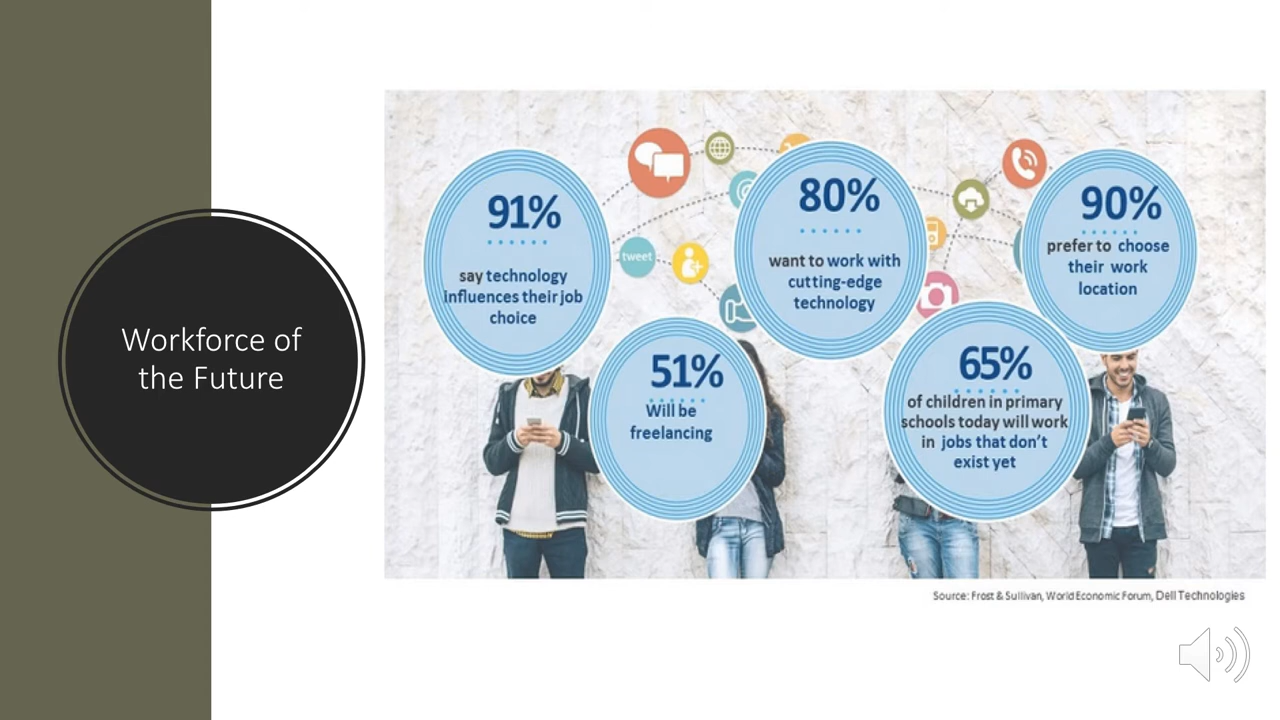 Workforce of
the Future
91%
say technology
influences their job
choice
51%
Will be
freelancing
80%
want to work with
cutting-edge
technology
65%
of children in primary
schools today will work
in jobs that don't
exist yet
90%
prefer to choose
their work
location
tweet
Source: Frost & Sullivan, World Economic Forum, Dell Technologies